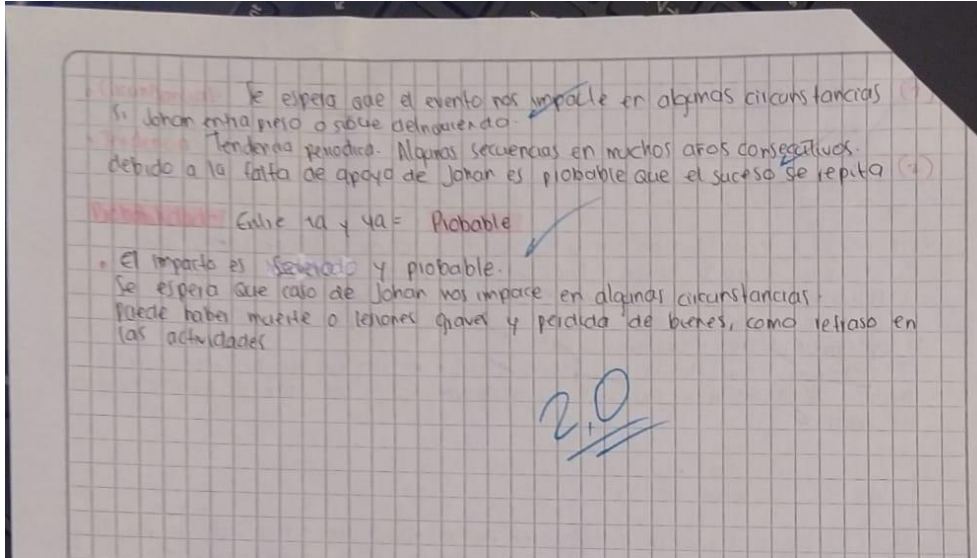 Se espera que el evento nos impacte en algunas circunstancias
Si Johan entra preso o sigue delinquiendo.
Tendencia periodica. Algunas secuencias en muchos años consecutivos.
debido a la falta de apoyo de Johan es probable que el suceso se repita
Entre 1a y 4a = Probable
• El impacto es y probable.
Se espera que caso de Johan nos impace en algunas circunstancias
puede haber muerte o lesiones graves y perdida de bienes, como retraso en
las actividades
2.0